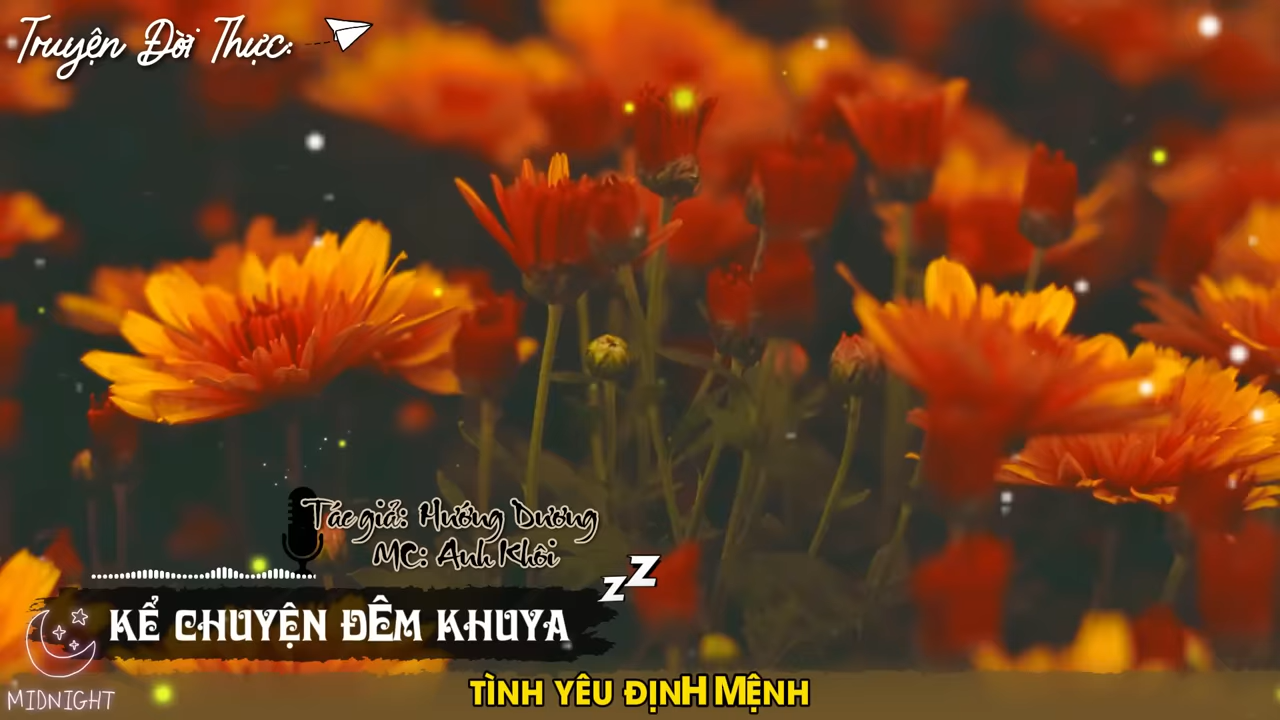 Truyện Đời Thực.
Tác giả: Hướng Dương
MC: Anh Khôi
zZ
KỂ CHUYỆN ĐÊM KHUYA
MIDNIGHT
TÌNH YÊU ĐỊNH MỆNH